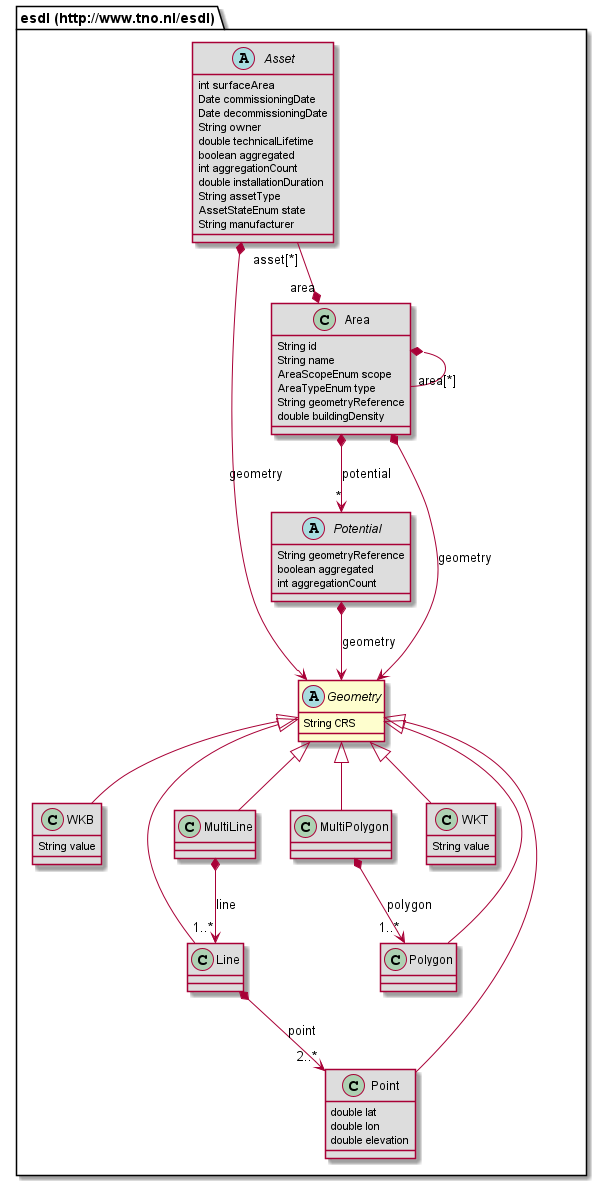 esdl (http://www.tno.nl/esdl)
A Asset
int surfaceArea
Date commissioningDate
Date decommissioningDate
String owner
double technicalLifetime
boolean aggregated
int aggregationCount
double installationDuration
String assetType
AssetStateEnum state
String manufacturer
asset[*]
area
C Area
String id
String name
AreaScopeEnum scope
AreaTypeEnum type
String geometryReference
double buildingDensity
area[*]
geometry
potential
*
A Potential
String geometryReference
boolean aggregated
int aggregationCount
geometry
geometry
A Geometry
String CRS
C WKB
String value
C MultiLine
C MultiPolygon
C WKT
String value
line
1..*
polygon
1..*
C Line
C Polygon
point
2..*
C Point
double lat
double lon
double elevation